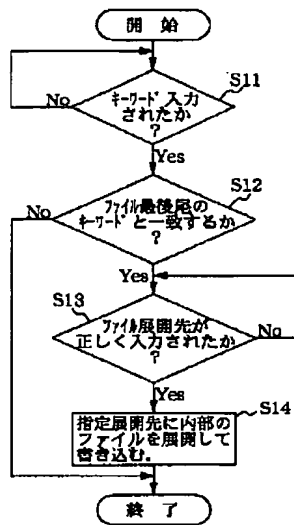 開 始
S11
キーワード入力
されたか
?
No
Yes
S12
ファイル最後尾の
キーワードと一致するか
?
No
Yes
S13
ファイル展開先が
正しく入力されたか
?
No
Yes
S14
指定展開先に内部の
ファイルを展開して
書き込む.
終 了